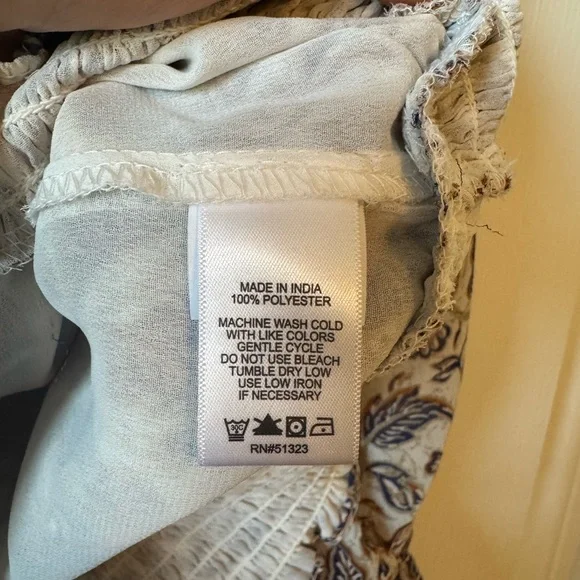 MADE IN INDIA
100% POLYESTER
MACHINE WASH COLD
WITH LIKE COLORS
GENTLE CYCLE
DO NOT USE BLEACH
TUMBLE DRY LOW
USE LOW IRON
IF NECESSARY
30C
RN#51323